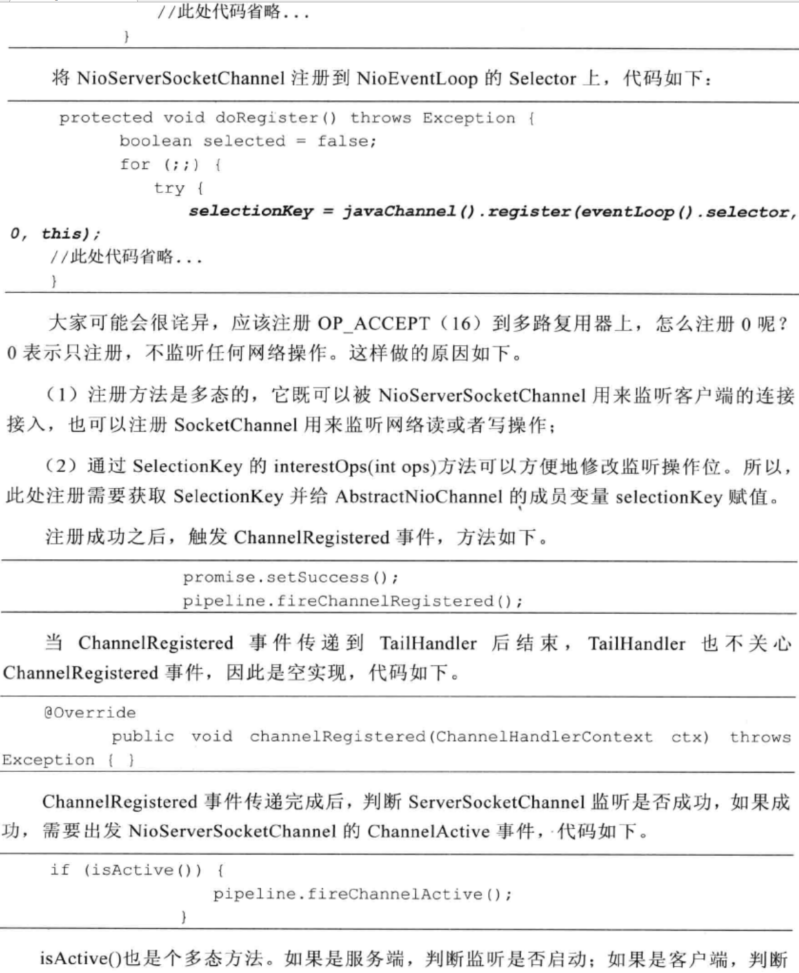 //此处代码省略...
}
将 NioServerSocketChannel 注册到 NioEventLoop 的 Selector 上，代码如下：
protected void doRegister() throws Exception {
boolean selected = false;
for (;;) {
try {
selectionKey = javaChannel().register(eventLoop().selector,
0, this);
//此处代码省略...
}
大家可能会很诧异，应该注册 OP_ACCEPT（16）到多路复用器上，怎么注册 0 呢？
0 表示只注册，不监听任何网络操作。这样做的原因如下。
（1）注册方法是多态的，它既可以被 NioServerSocketChannel 用来监听客户端的连接
接入，也可以注册 SocketChannel 用来监听网络读或者写操作；
（2）通过 SelectionKey 的 interestOps(int ops)方法可以方便地修改监听操作位。所以，
此处注册需要获取 SelectionKey 并给 AbstractNioChannel 的成员变量 selectionKey 赋值。
注册成功之后，触发 ChannelRegistered 事件，方法如下。
promise.setSuccess();
pipeline.fireChannelRegistered();
当 ChannelRegistered 事件传递到 TailHandler 后结束，TailHandler 也不关心
ChannelRegistered 事件，因此是空实现，代码如下。
@Override
public void channelRegistered(ChannelHandlerContext ctx) throws
Exception { }
ChannelRegistered 事件传递完成后，判断 ServerSocketChannel 监听是否成功，如果成
功，需要出发 NioServerSocketChannel 的 ChannelActive 事件，代码如下。
if (isActive()) {
pipeline.fireChannelActive();
}
isActive()也是个多态方法。如果是服务端，判断监听是否启动；如果是客户端，判断